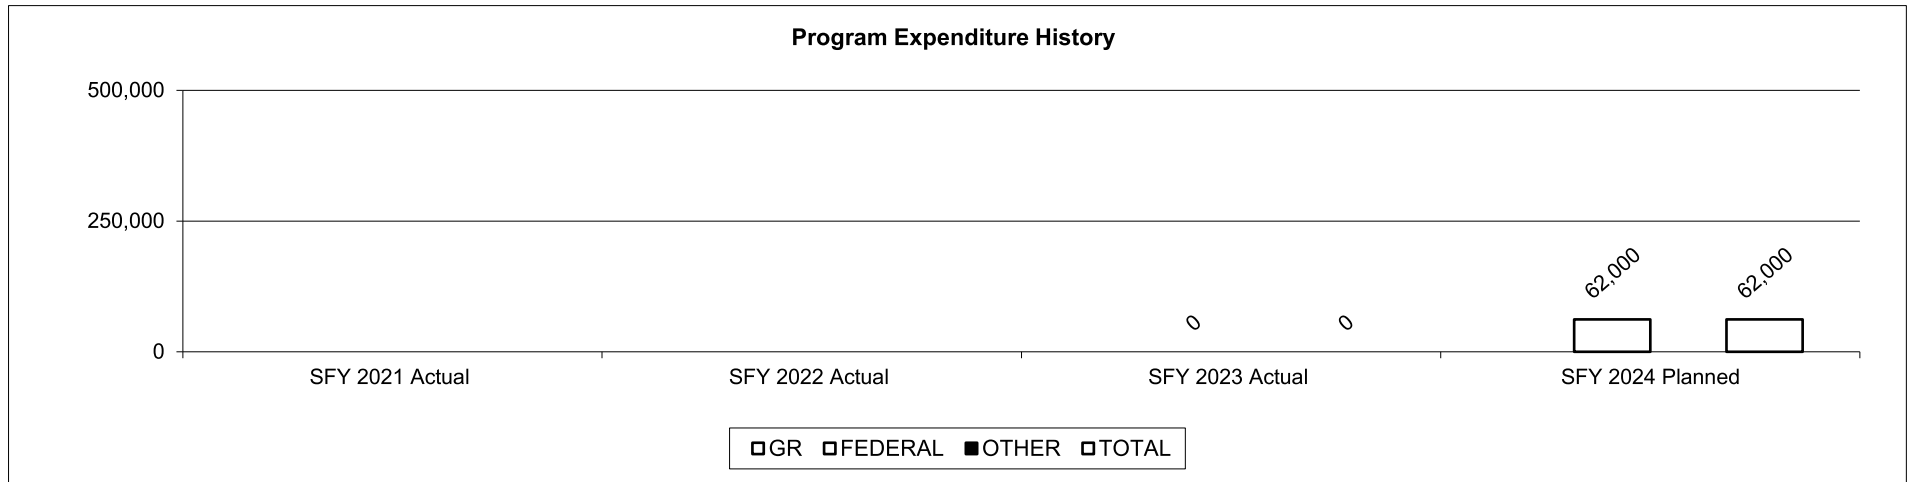 Program Expenditure History
500,000
250,000
0
0
0
62,000
62,000
SFY 2021 Actual
SFY 2022 Actual
SFY 2023 Actual
SFY 2024 Planned
GR FEDERAL OTHER TOTAL